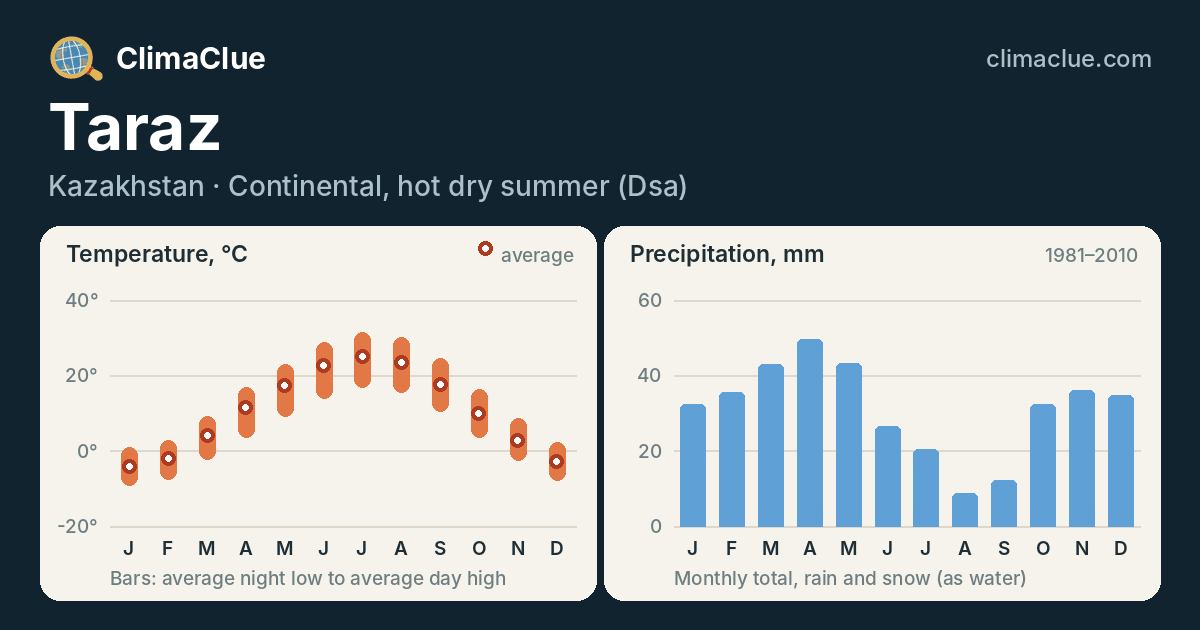 ClimaClue
climaclue.com
Taraz
Kazakhstan · Continental, hot dry summer (Dsa)
Temperature, °C
average
40°
20°
0°
-20°
J F M A M J J A S O N D
Bars: average night low to average day high
Precipitation, mm
1981–2010
60
40
20
0
J F M A M J J A S O N D
Monthly total, rain and snow (as water)